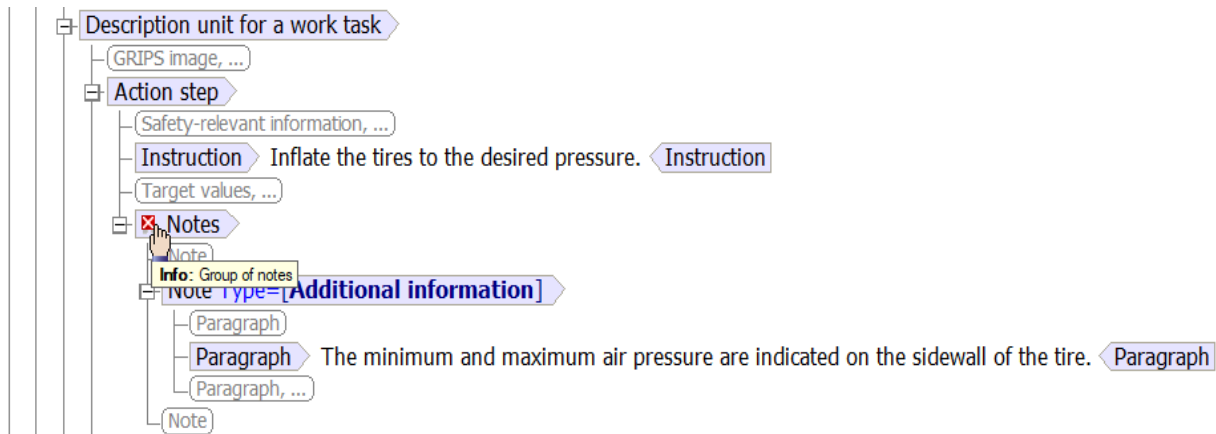 Description unit for a work task
GRIPS image, ...
Action step
Safety-relevant information, ...
Instruction Inflate the tires to the desired pressure. Instruction
Target values, ...
Notes
Note
Info: Group of notes
Note Type=[Additional information]
Paragraph
Paragraph The minimum and maximum air pressure are indicated on the sidewall of the tire. Paragraph
Paragraph, ...
Note